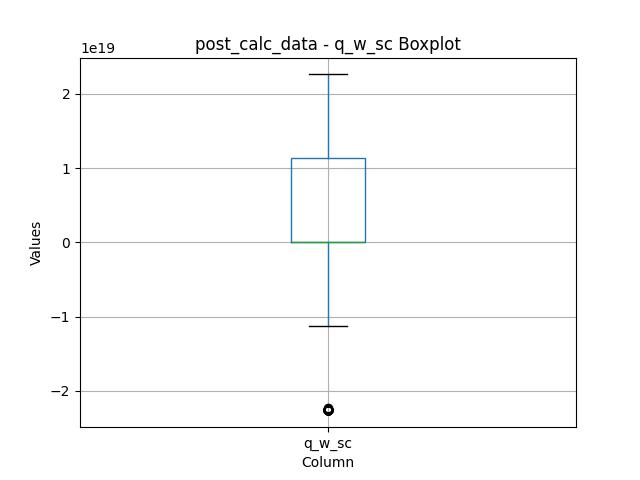 post_calc_data - q_w_sc Boxplot
1e19
2
1
0
−1
−2
Values
q_w_sc
Column